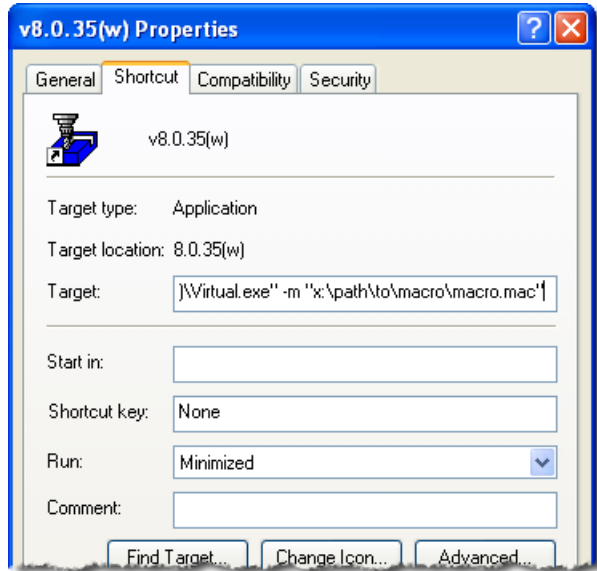 v8.0.35(w) Properties
General Shortcut Compatibility Security
v8.0.35(w)
Target type: Application
Target location: 8.0.35(w)
Target: )\Virtual.exe" -m "x:\path\to\macro\macro.mac"
Start in:
Shortcut key: None
Run: Minimized
Comment:
Find Target... Change Icon... Advanced...